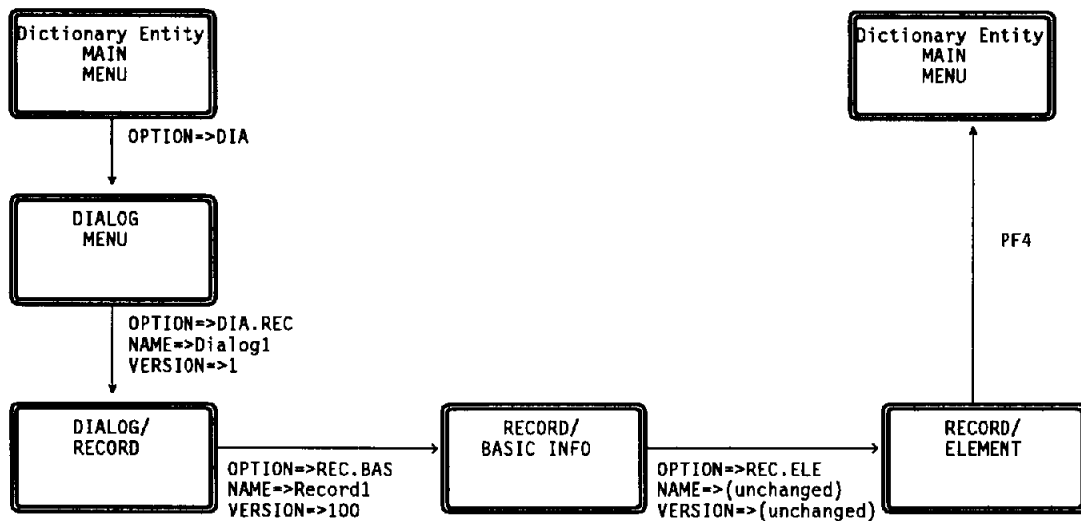 Dictionary Entity
MAIN
MENU
Dictionary Entity
MAIN
MENU
OPTION=>DIA
DIALOG
MENU
PF4
OPTION=>DIA.REC
NAME=>Dialog1
VERSION=>1
DIALOG/
RECORD
RECORD/
BASIC INFO
RECORD/
ELEMENT
OPTION=>REC.BAS
NAME=>Record1
VERSION=>100
OPTION=>REC.ELE
NAME=>(unchanged)
VERSION=>(unchanged)